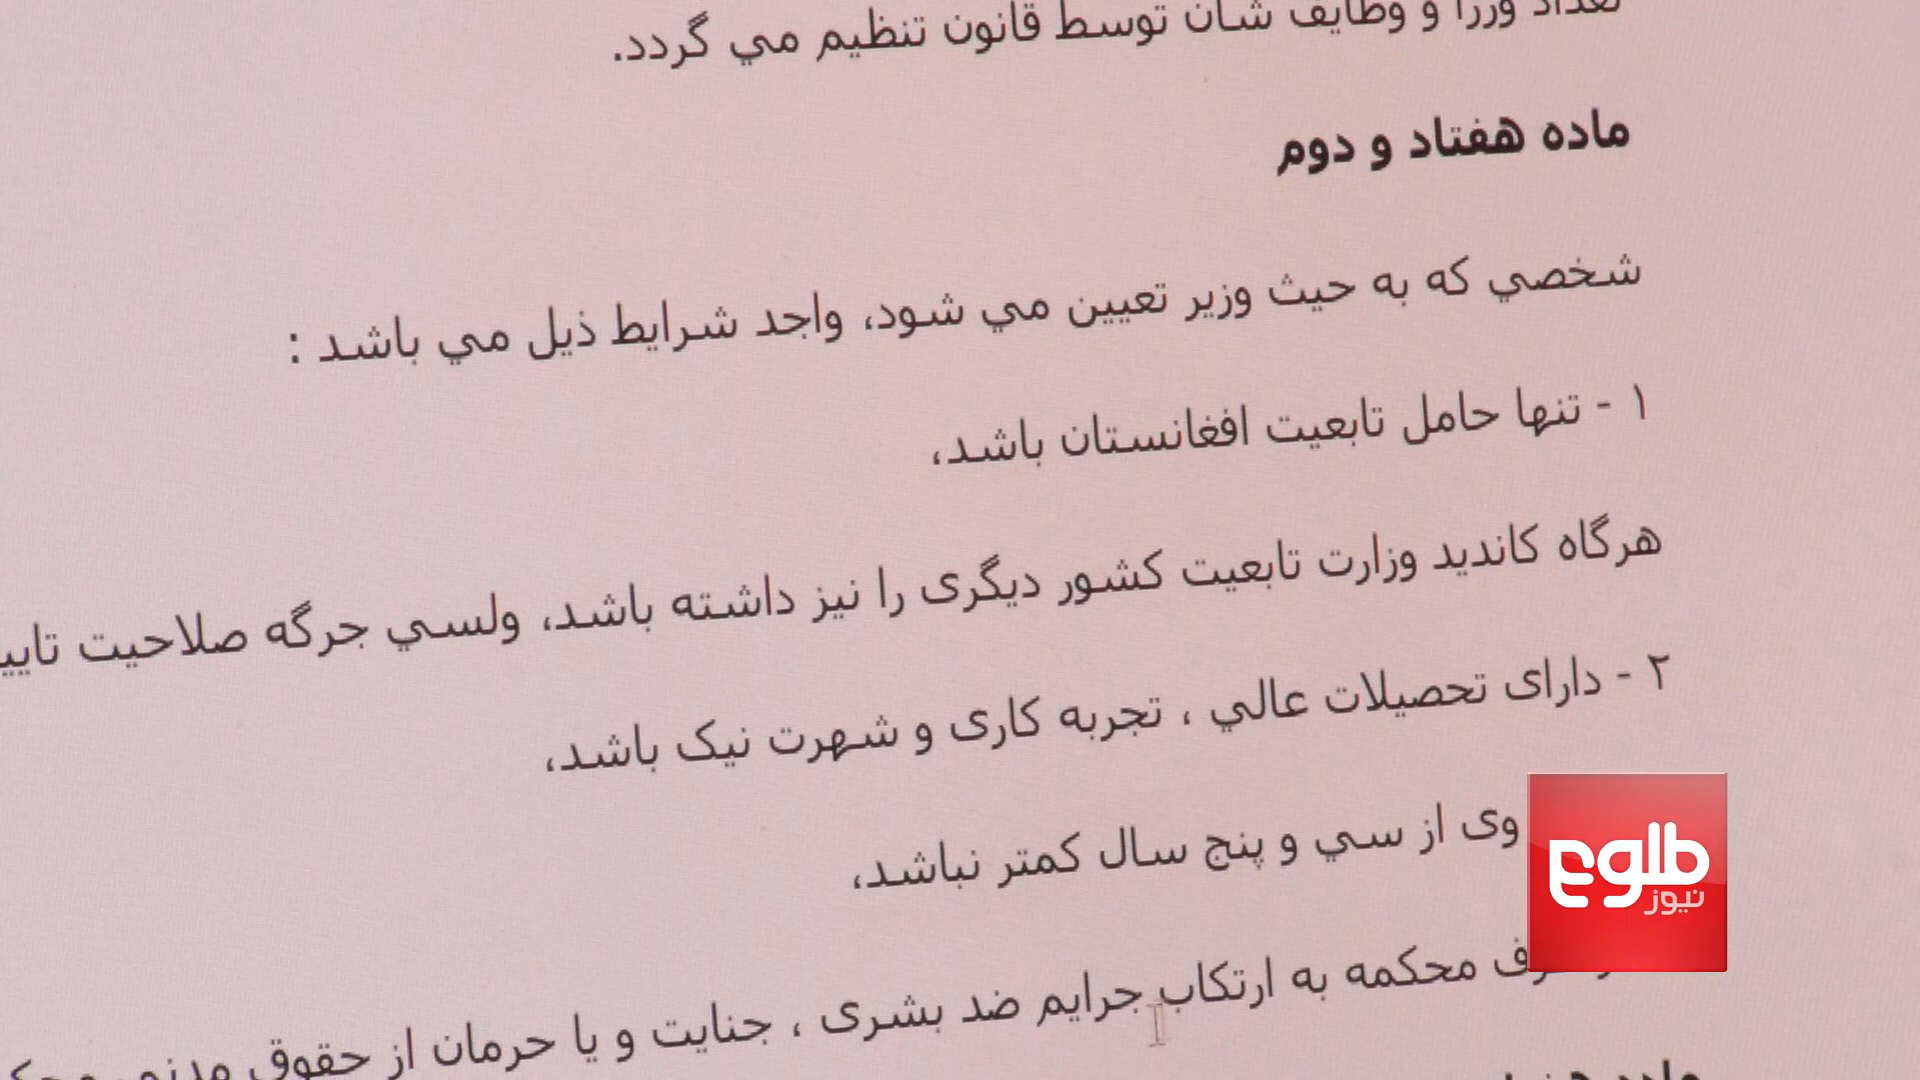 تعداد وزرا و وظایف شان توسط قانون تنظیم مي گردد.
ماده هفتاد و دوم
شخصي که به حیث وزیر تعیین مي شود، واجد شرایط ذیل مي باشد :
۱ - تنها حامل تابعیت افغانستان باشد،
هرگاه کاندید وزارت تابعیت کشور دیگری را نیز داشته باشد، ولسي جرگه صلاحیت
۲ - دارای تحصیلات عالي ، تجربه کاری و شهرت نیک باشد،
وی از سي و پنج سال کمتر نباشد،
محکمه به ارتکاب جرایم ضد بشری ، جنایت و یا حرمان از حقوق مدني
ماده
طلوع
نیوز